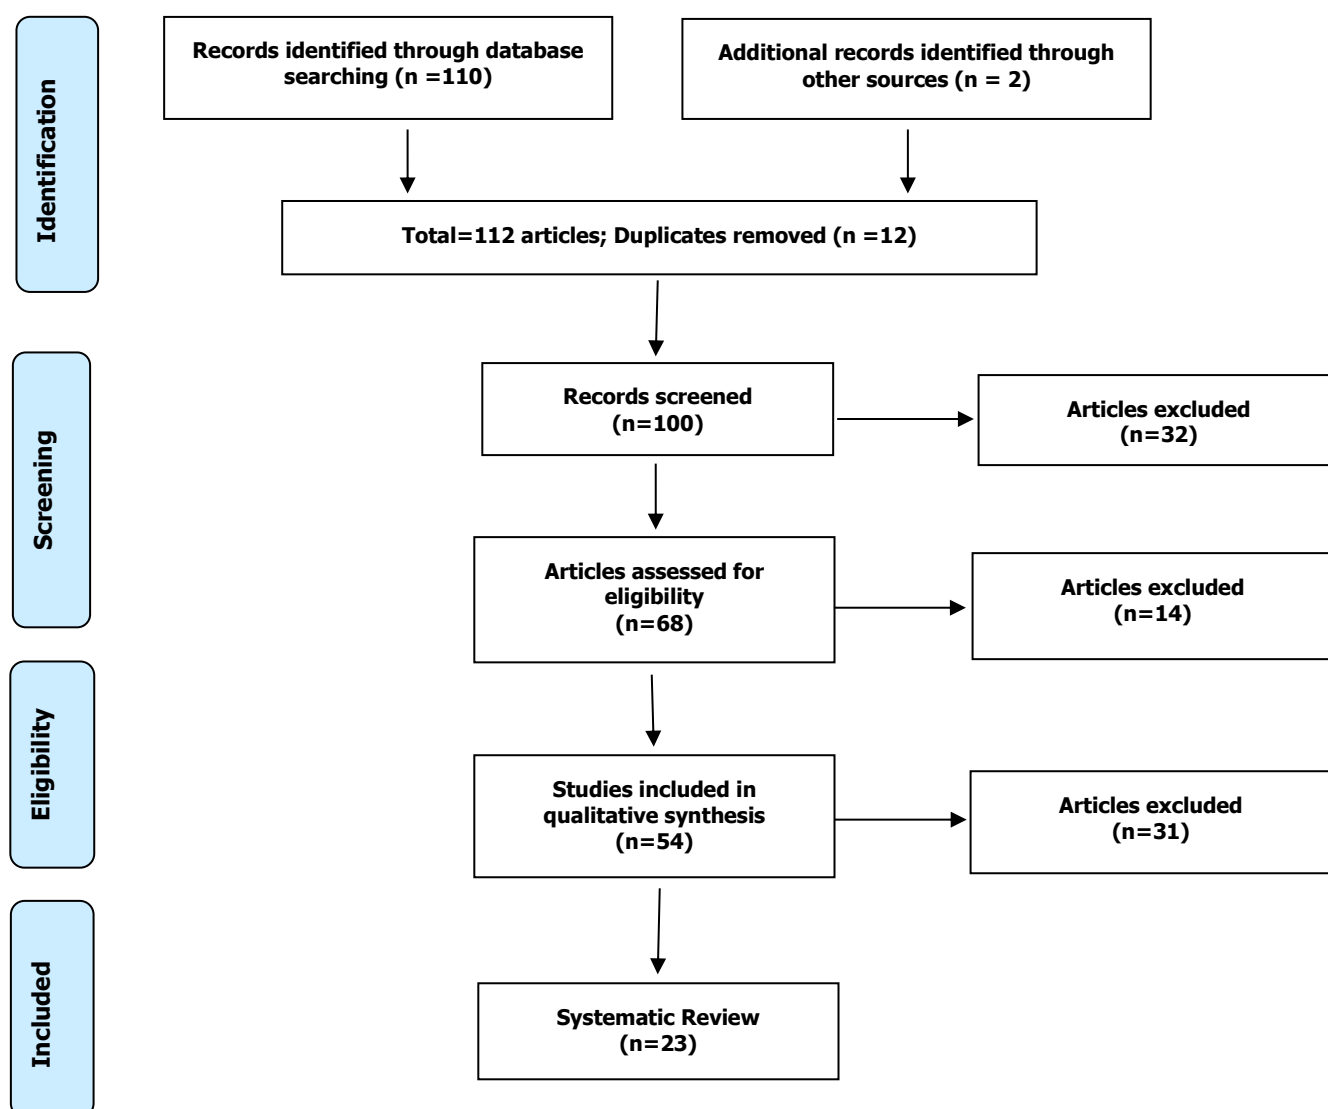 Identification
Records identified through database
searching (n =110)
Additional records identified through
other sources (n = 2)
Total=112 articles; Duplicates removed (n =12)
Screening
Records screened
(n=100)
Articles excluded
(n=32)
Articles assessed for
eligibility
(n=68)
Articles excluded
(n=14)
Eligibility
Studies included in
qualitative synthesis
(n=54)
Articles excluded
(n=31)
Included
Systematic Review
(n=23)